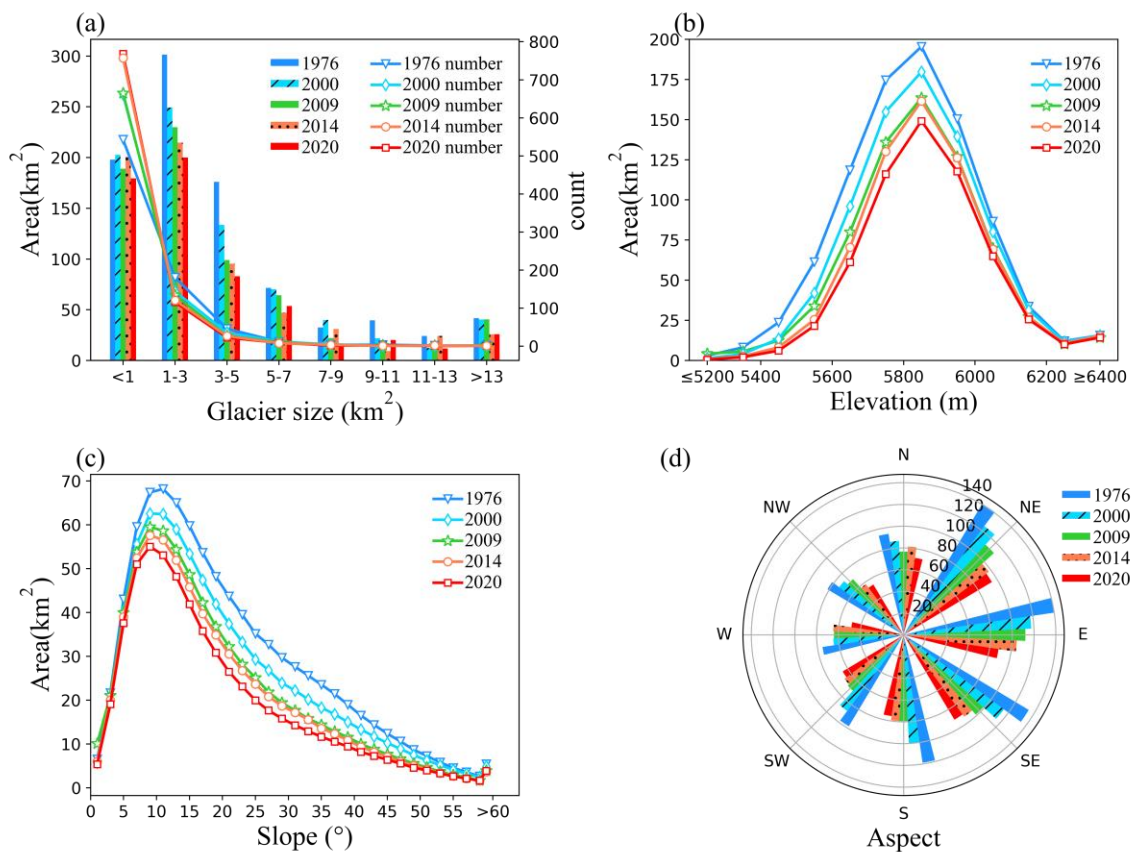 (a)
300
250
200
150
100
50
0
Area(km²)
800
700
600
500
400
300
200
100
0
count
1976
2000
2009
2014
2020
1976 number
2000 number
2009 number
2014 number
2020 number
<1 1-3 3-5 5-7 7-9 9-11 11-13 >13
Glacier size (km²)
(b)
200
175
150
125
100
75
50
25
0
Area(km²)
1976
2000
2009
2014
2020
≤5200 5400 5600 5800 6000 6200 ≥6400
Elevation (m)
(c)
70
60
50
40
30
20
10
0
Area(km²)
1976
2000
2009
2014
2020
0 5 10 15 20 25 30 35 40 45 50 55 >60
Slope (°)
(d)
N
NE
E
SE
S
SW
W
NW
140
120
100
80
60
40
20
1976
2000
2009
2014
2020
Aspect